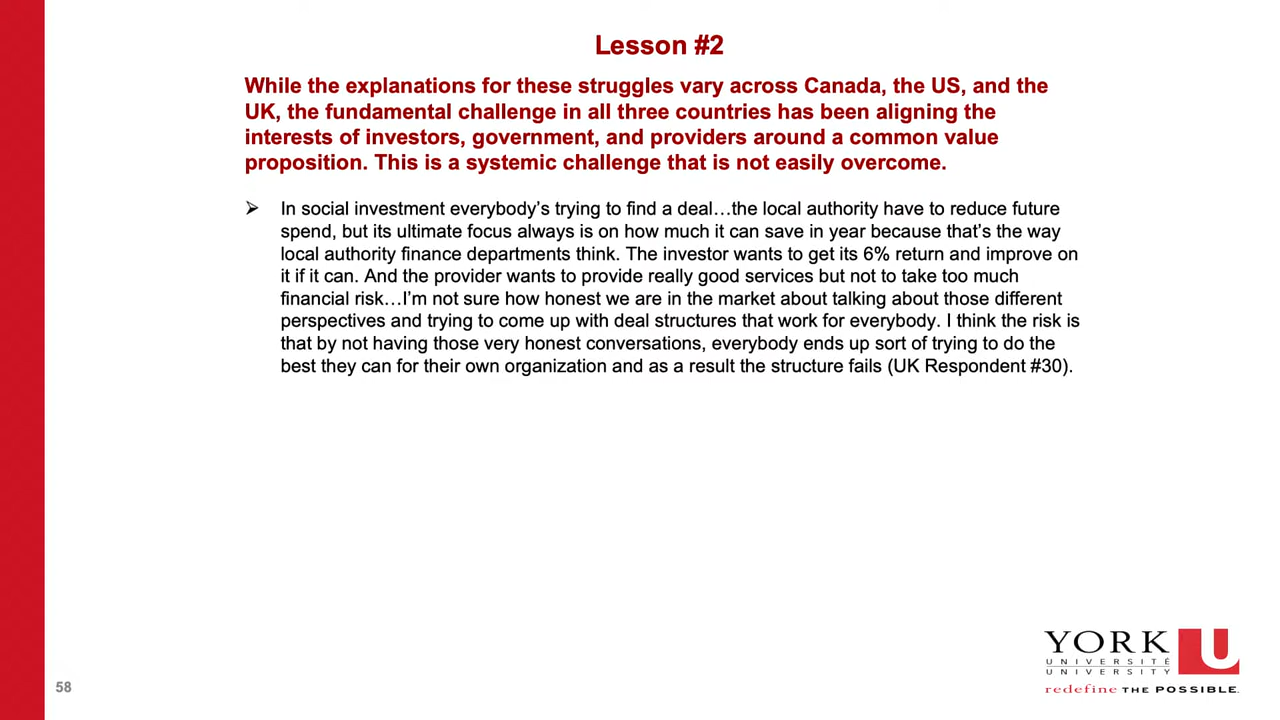 Lesson #2
While the explanations for these struggles vary across Canada, the US, and the
UK, the fundamental challenge in all three countries has been aligning the
interests of investors, government, and providers around a common value
proposition. This is a systemic challenge that is not easily overcome.
➢ In social investment everybody's trying to find a deal…the local authority have to reduce future
spend, but its ultimate focus always is on how much it can save in year because that's the way
local authority finance departments think. The investor wants to get its 6% return and improve on
it if it can. And the provider wants to provide really good services but not to take too much
financial risk…I'm not sure how honest we are in the market about talking about those different
perspectives and trying to come up with deal structures that work for everybody. I think the risk is
that by not having those very honest conversations, everybody ends up sort of trying to do the
best they can for their own organization and as a result the structure fails (UK Respondent #30).
YORK U
UNIVERSITÉ
UNIVERSITY
redefine THE POSSIBLE.
58